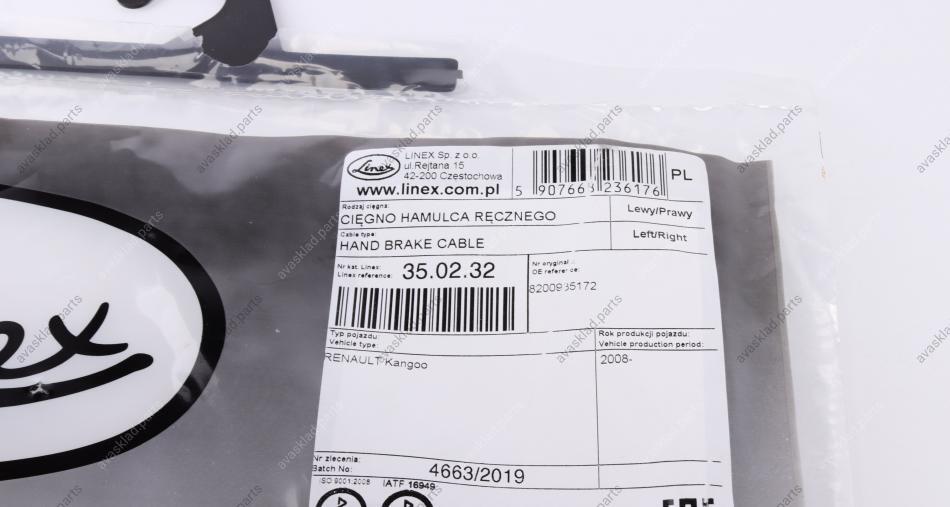 Linex
LINEX Sp. z o.o.
ul.Rejtana 15
42-200 Częstochowa
www.linex.com.pl
5 907668 236176
PL
Rodzaj cięgna:
CIĘGNO HAMULCA RĘCZNEGO
Lewy/Prawy
Cable type:
HAND BRAKE CABLE
Left/Right
Nr kat. Linex:
Linex reference:
35.02.32
Nr oryginał
OE reference:
8200935172
Typ pojazdu:
Vehicle type:
Rok produkcji pojazdu:
Vehicle production period:
RENAULT Kangoo
2008-
Nr zlecenia:
Batch No:
4663/2019
ISO 9001:2008
IATF 16949
ex
avasklad.parts